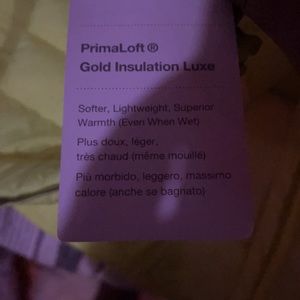 PrimaLoft®
Gold Insulation Luxe
Softer, Lightweight, Superior
Warmth (Even When Wet)
Plus doux, léger,
très chaud (même mouillé)
Più morbido, leggero, massimo
calore (anche se bagnato)